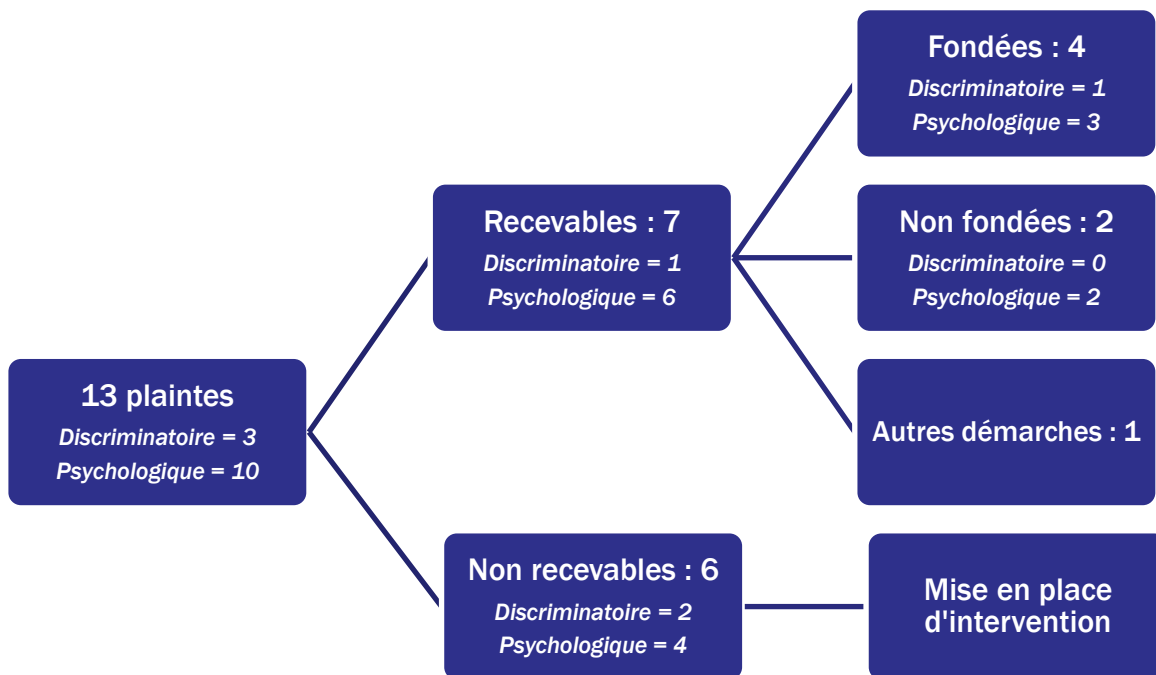 13 plaintes
Discriminatoire = 3
Psychologique = 10
Recevables : 7
Discriminatoire = 1
Psychologique = 6
Fondées : 4
Discriminatoire = 1
Psychologique = 3
Non fondées : 2
Discriminatoire = 0
Psychologique = 2
Autres démarches : 1
Non recevables : 6
Discriminatoire = 2
Psychologique = 4
Mise en place
d'intervention